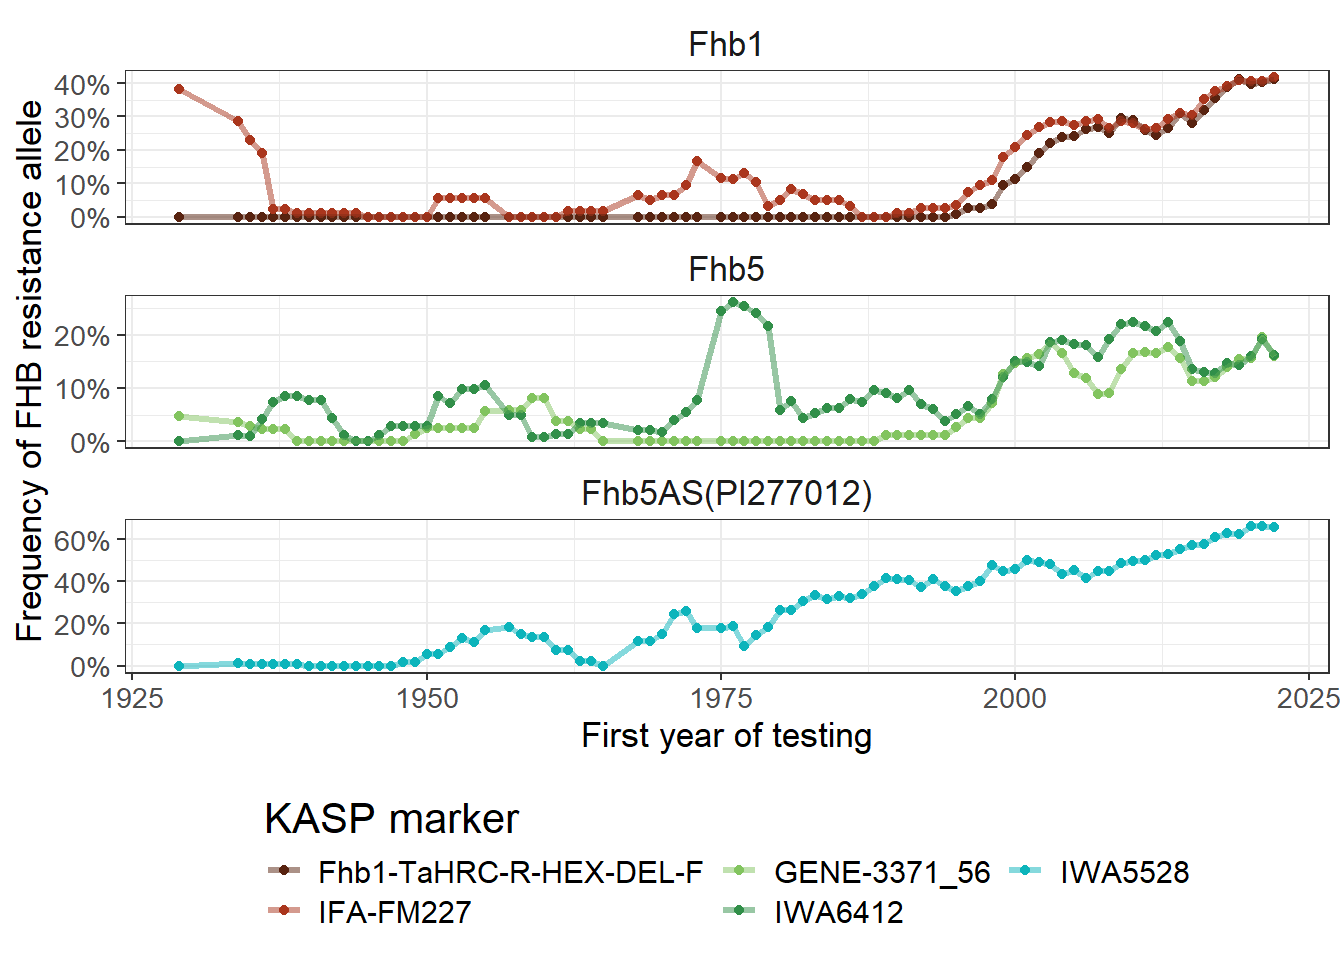 Fhb1
40%
30%
20%
10%
0%
Fhb5
20%
10%
0%
Fhb5AS(PI277012)
60%
40%
20%
0%
1925 1950 1975 2000 2025
First year of testing
Frequency of FHB resistance allele
KASP marker
Fhb1-TaHRC-R-HEX-DEL-F GENE-3371_56 IWA5528
IFA-FM227 IWA6412